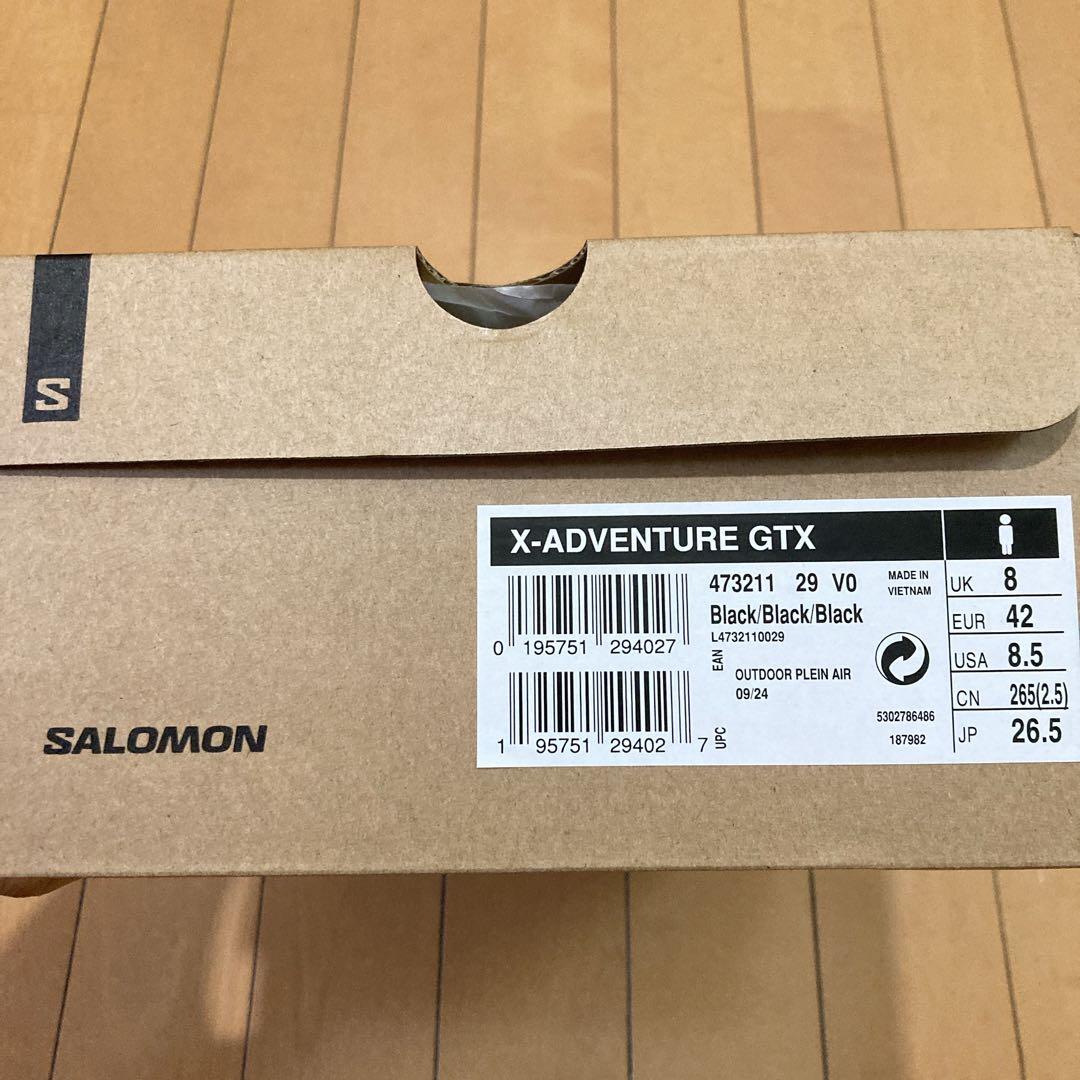 S
X-ADVENTURE GTX
473211 29 V0
MADE IN
VIETNAM
Black/Black/Black
L4732110029
0 195751 294027
EAN
OUTDOOR PLEIN AIR
09/24
5302786486
187982
1 95751 29402 7
UPC
UK 8
EUR 42
USA 8.5
CN 265(2.5)
JP 26.5
SALOMON